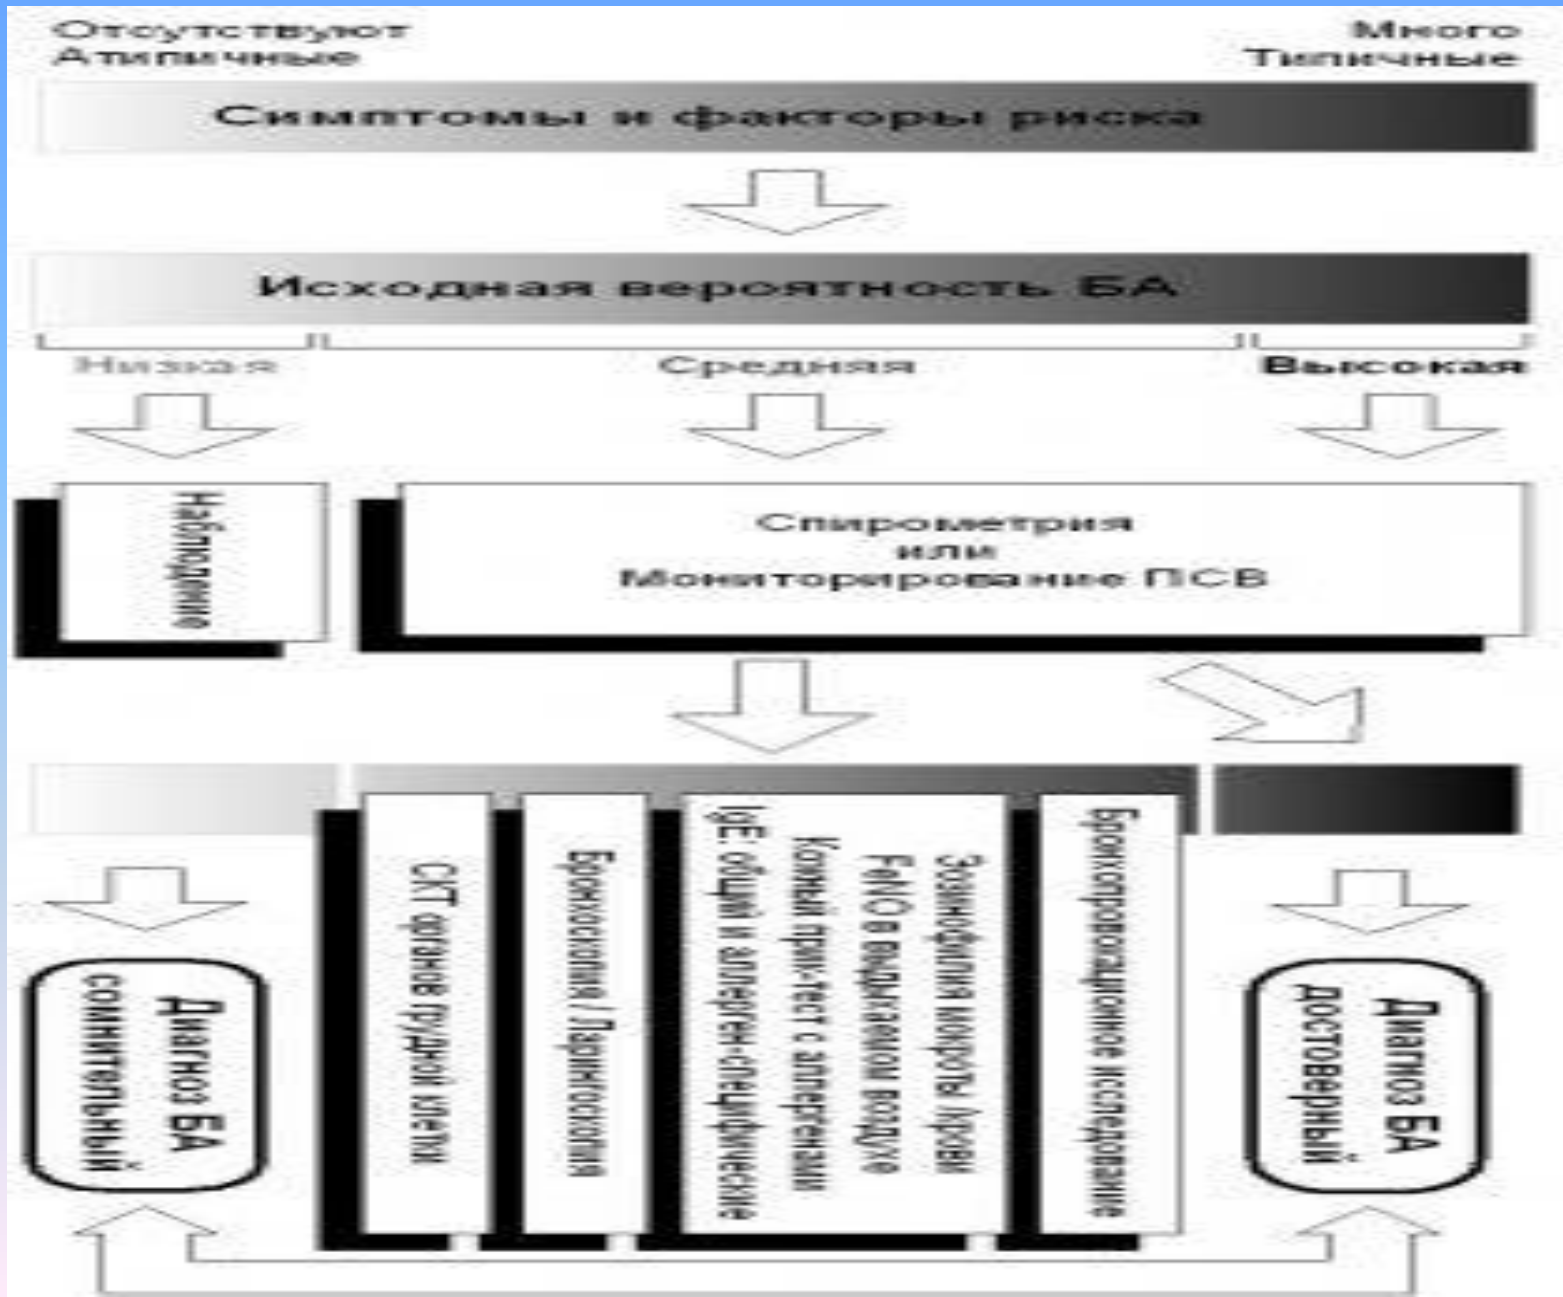 Отсутствуют
Атипичные
Много
Типичные
Симптомы и факторы риска
Исходная вероятность БА
Низкая
Средняя
Высокая
Наблюдние
Спирометрия
или
Мониторирование ПСВ
СКТ органов грудной клетки
Бронхоскопия / Ларингоскопия
Эозинофилия мокроты /крови
FeNO в выдыхаемом воздухе
Кожный прик-тест с аллергенами
IgE: общий и аллерген-специфические
Бронхопровокационное исследование
Диагноз БА
сомнительный
Диагноз БА
достоверный